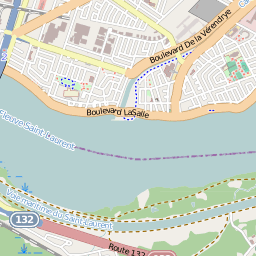 Boulevard De la Vérendrye
Boulevard LaSalle
Fleuve Saint-Laurent
Voie maritime du Saint-Laurent
132
Route 132